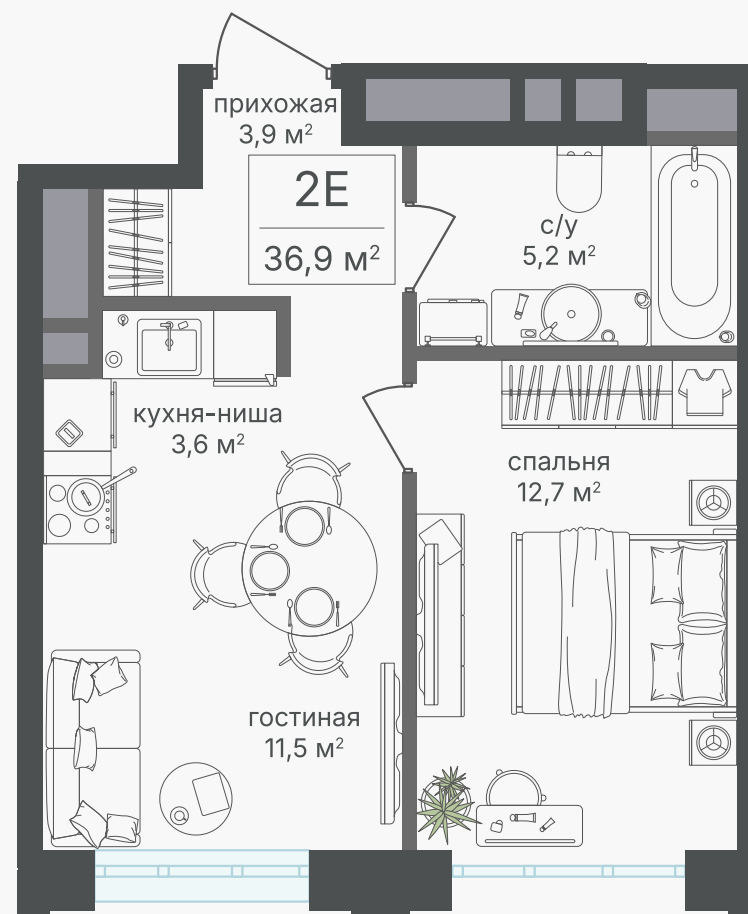 прихожая
3,9 м²
2Е
36,9 м²
с/у
5,2 м²
кухня-ниша
3,6 м²
спальня
12,7 м²
гостиная
11,5 м²